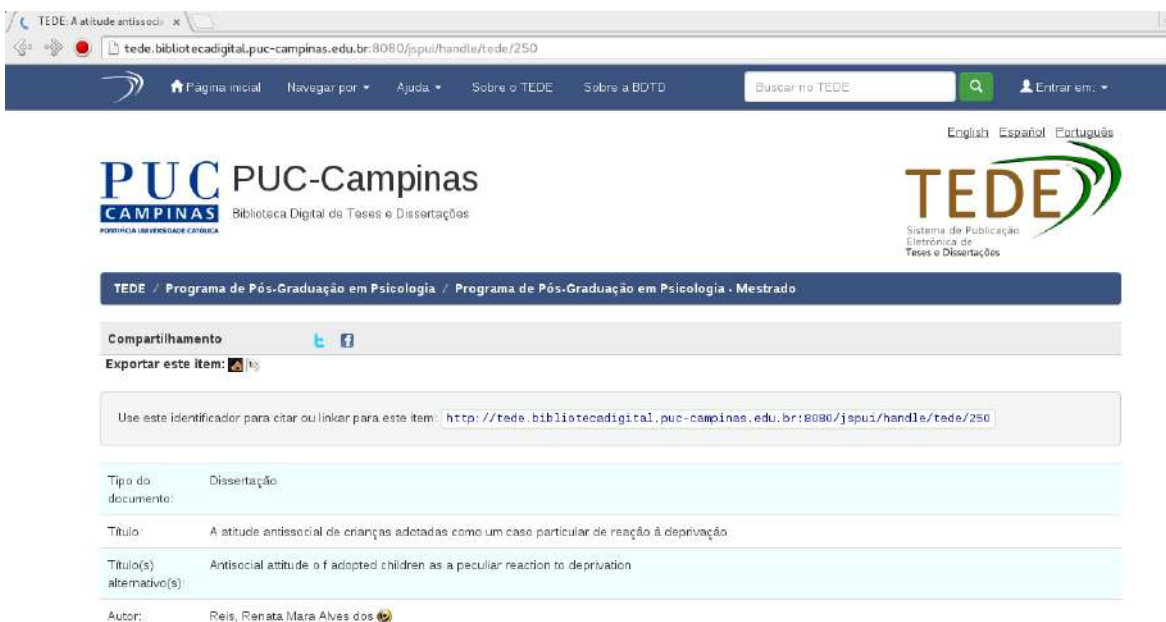 TEDE: A atitude antissoci x
tede.bibliotecadigital.puc-campinas.edu.br:8080/jspui/handle/tede/250
Página inicial Navegar por Ajuda Sobre o TEDE Sobre a BDTD Buscar no TEDE Entrar em:
English Español Português
PUC
CAMPINAS
PONTIFÍCIA UNIVERSIDADE CATÓLICA
PUC-Campinas
Biblioteca Digital de Teses e Dissertações
TEDE
Sistema de Publicação
Eletrônica de
Teses e Dissertações
TEDE / Programa de Pós-Graduação em Psicologia / Programa de Pós-Graduação em Psicologia - Mestrado
Compartilhamento
Exportar este item:
Use este identificador para citar ou linkar para este item: http://tede.bibliotecadigital.puc-campinas.edu.br:8080/jspui/handle/tede/250
Tipo do documento: Dissertação
Título: A atitude antissocial de crianças adotadas como um caso particular de reação à deprivação
Título(s) alternativo(s): Antisocial attitude o f adopted children as a peculiar reaction to deprivation
Autor: Reis, Renata Mara Alves dos